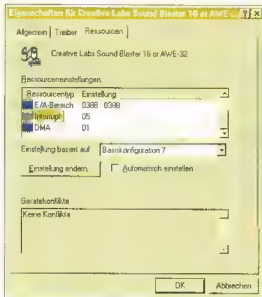 Eigenschaften für Creative Labs Sound Blaster 16 or AWE
Allgemein Treiber Ressourcen
Creative Labs Sound Blaster 16 or AWE-32
Ressourceneinstellungen
Ressourcentyp Einstellung
E/A-Bereich 0388 0388
Interrupt 05
DMA 01
Einstellung basiert auf Basiskonfiguration 7
Einstellung ändern Automatisch einstellen
Gerätekonflikte
Keine Konflikte
OK Abbrechen